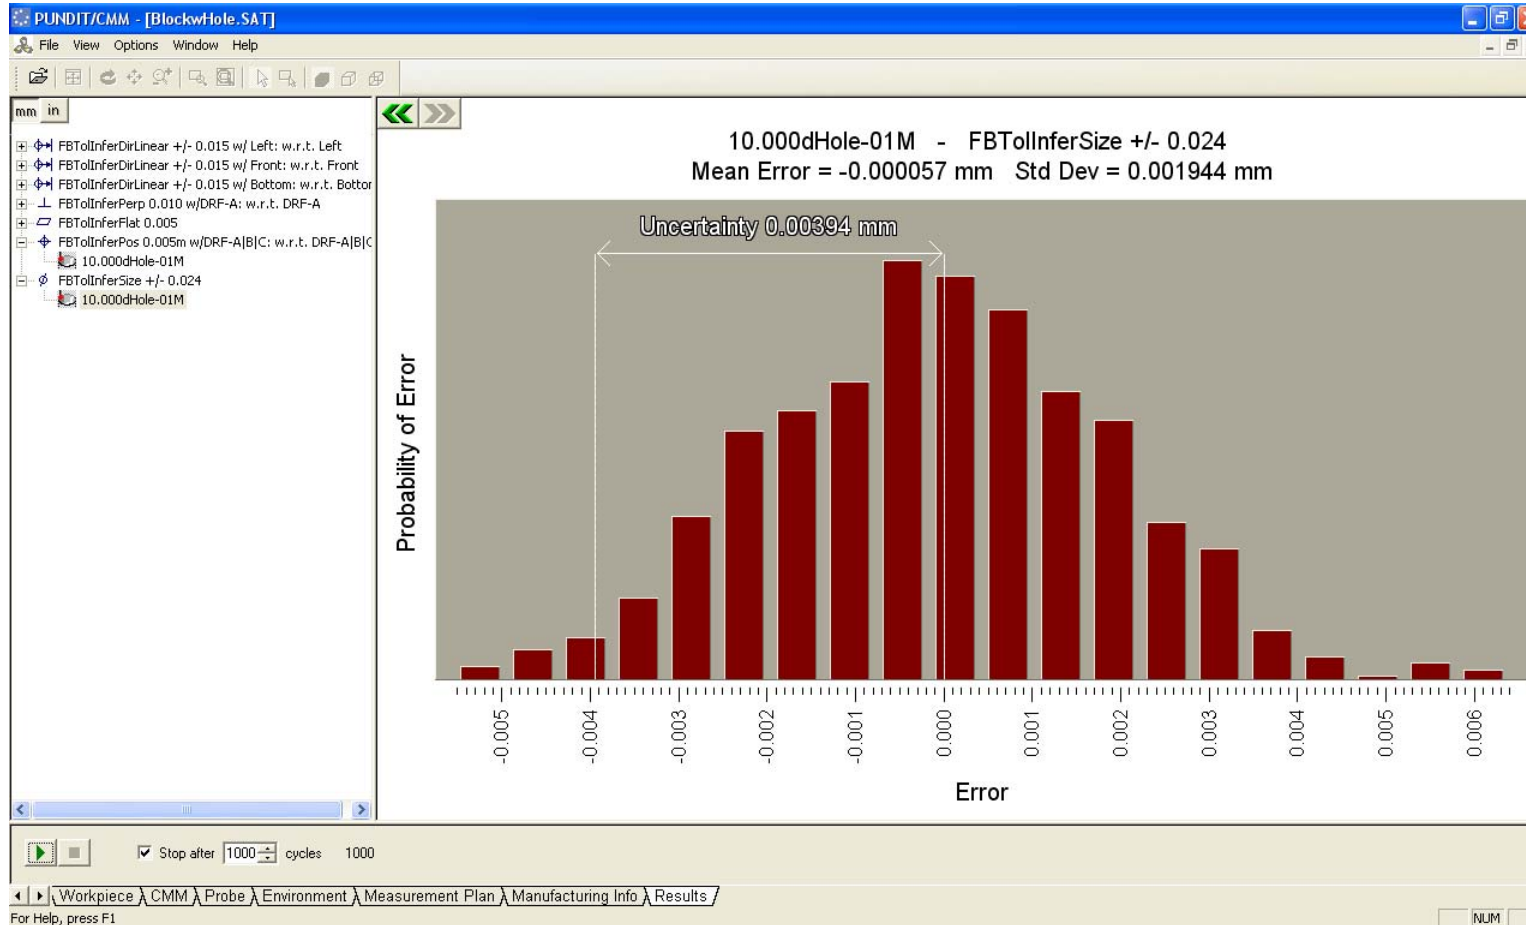 PUNDIT/CMM - [BlockwHole.SAT]
File View Options Window Help
mm in
FBTolInferDirLinear +/- 0.015 w/ Left: w.r.t. Left
FBTolInferDirLinear +/- 0.015 w/ Front: w.r.t. Front
FBTolInferDirLinear +/- 0.015 w/ Bottom: w.r.t. Bottor
FBTolInferPerp 0.010 w/DRF-A: w.r.t. DRF-A
FBTolInferFlat 0.005
FBTolInferPos 0.005m w/DRF-A|B|C: w.r.t. DRF-A|B|C
10.000dHole-01M
FBTolInferSize +/- 0.024
10.000dHole-01M
10.000dHole-01M - FBTolInferSize +/- 0.024
Mean Error = -0.000057 mm Std Dev = 0.001944 mm
Uncertainty 0.00394 mm
Probability of Error
-0.005 -0.004 -0.003 -0.002 -0.001 0.000 0.001 0.002 0.003 0.004 0.005 0.006
Error
Stop after 1000 cycles 1000
Workpiece CMM Probe Environment Measurement Plan Manufacturing Info Results
For Help, press F1
NUM